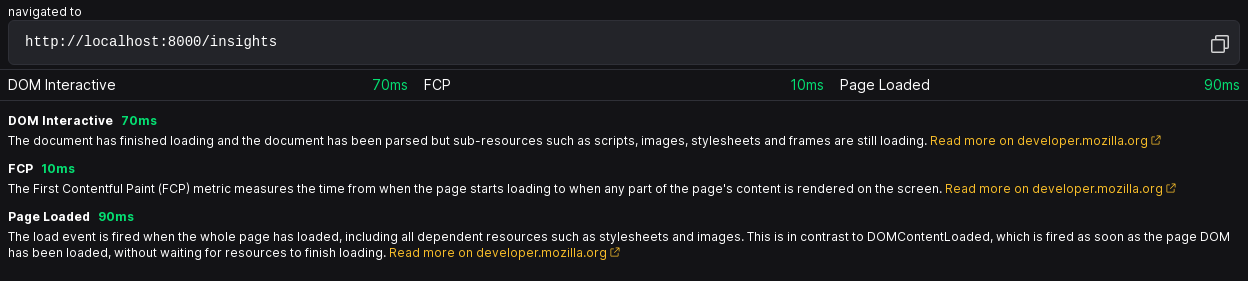 navigated to
http://localhost:8000/insights
DOM Interactive 70ms FCP 10ms Page Loaded 90ms
DOM Interactive 70ms
The document has finished loading and the document has been parsed but sub-resources such as scripts, images, stylesheets and frames are still loading. Read more on developer.mozilla.org
FCP 10ms
The First Contentful Paint (FCP) metric measures the time from when the page starts loading to when any part of the page's content is rendered on the screen. Read more on developer.mozilla.org
Page Loaded 90ms
The load event is fired when the whole page has loaded, including all dependent resources such as stylesheets and images. This is in contrast to DOMContentLoaded, which is fired as soon as the page DOM
has been loaded, without waiting for resources to finish loading. Read more on developer.mozilla.org